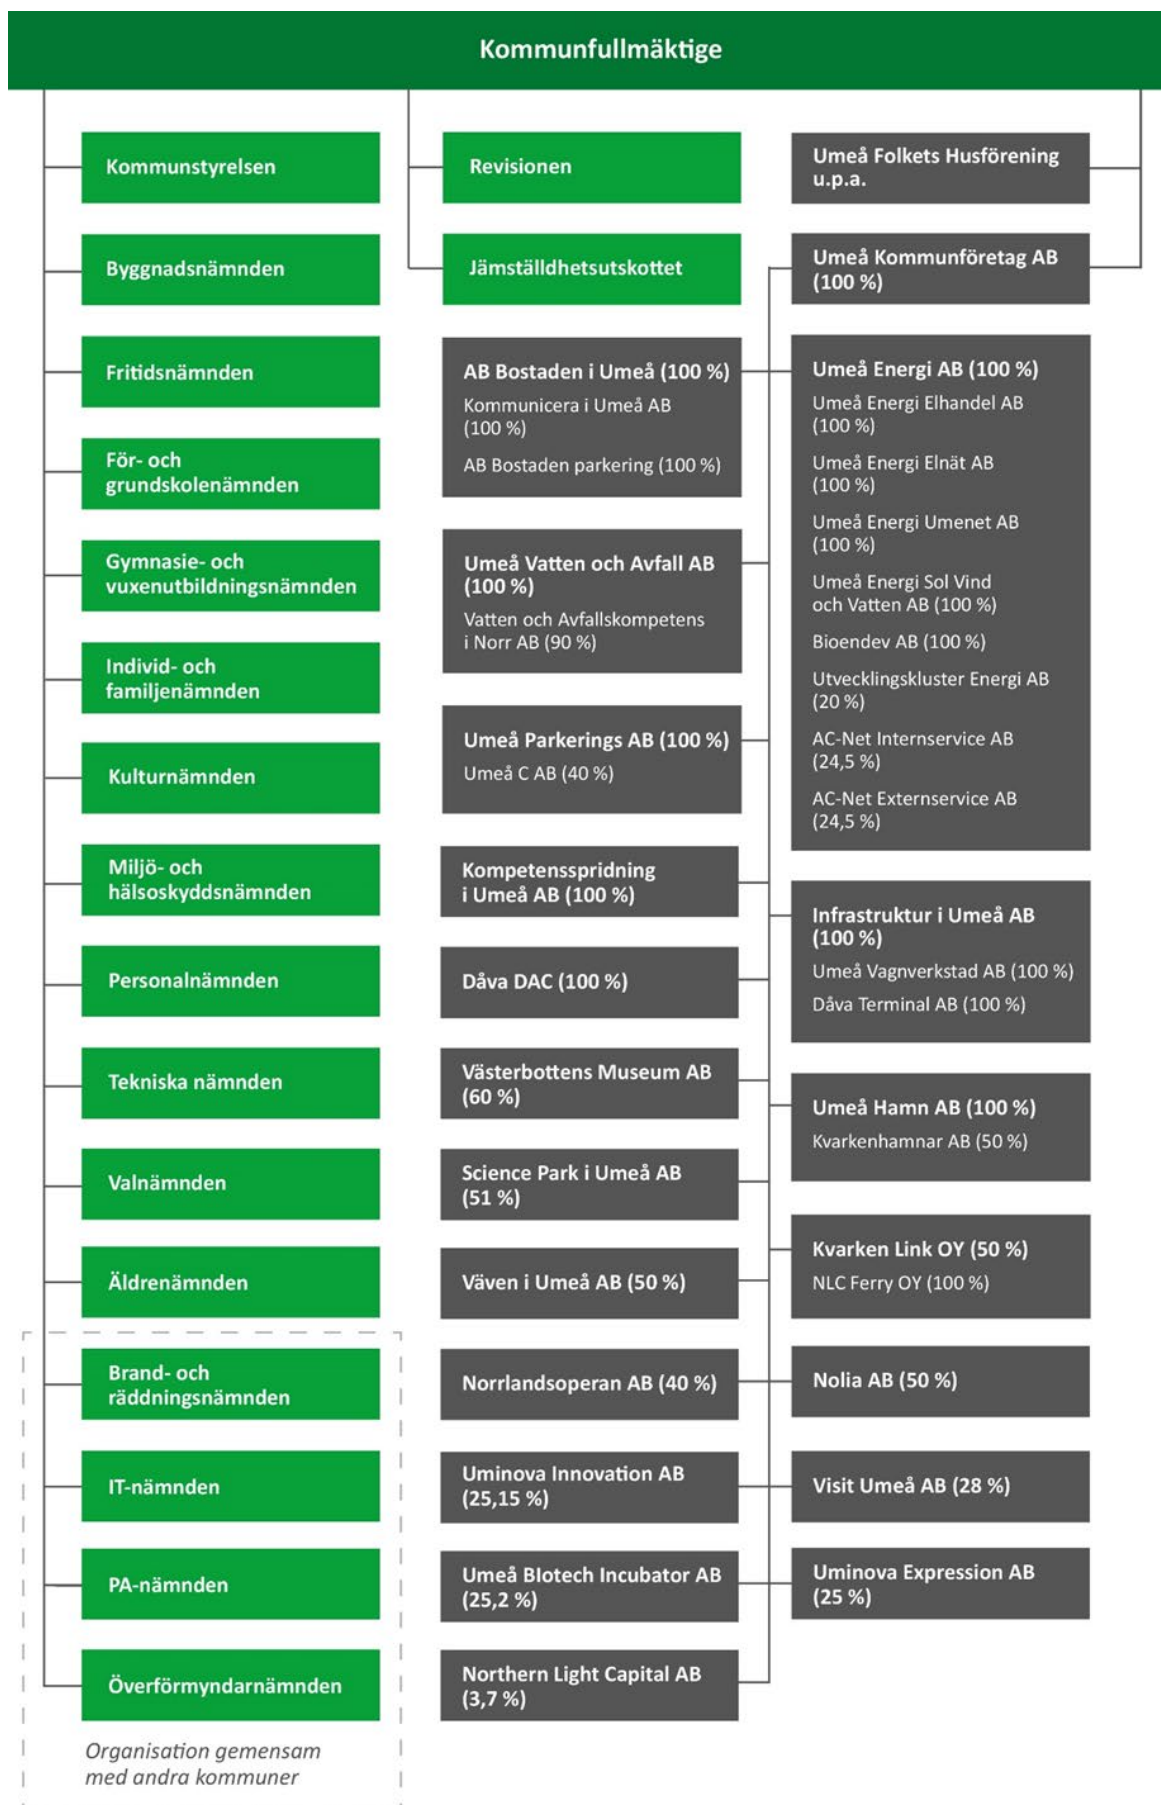 Kommunfullmäktige
Kommunstyrelsen
Byggnadsnämnden
Fritidsnämnden
För- och
grundskolenämnden
Gymnasie- och
vuxenutbildningsnämnden
Individ- och
familjenämnden
Kulturnämnden
Miljö- och
hälsoskyddsnämnden
Personalnämnden
Tekniska nämnden
Valnämnden
Äldrenämnden
Brand- och
räddningsnämnden
IT-nämnden
PA-nämnden
Överförmyndarnämnden
Organisation gemensam
med andra kommuner
Revisionen
Jämställdhetsutskottet
AB Bostaden i Umeå (100 %)
Kommunicera i Umeå AB
(100 %)
AB Bostaden parkering (100 %)
Umeå Vatten och Avfall AB
(100 %)
Vatten och Avfallskompetens
i Norr AB (90 %)
Umeå Parkerings AB (100 %)
Umeå C AB (40 %)
Kompetensspridning
i Umeå AB (100 %)
Dåva DAC (100 %)
Västerbottens Museum AB
(60 %)
Science Park i Umeå AB
(51 %)
Väven i Umeå AB (50 %)
Norrlandsoperan AB (40 %)
Uminova Innovation AB
(25,15 %)
Umeå BIotech Incubator AB
(25,2 %)
Northern Light Capital AB
(3,7 %)
Umeå Folkets Husförening
u.p.a.
Umeå Kommunföretag AB
(100 %)
Umeå Energi AB (100 %)
Umeå Energi Elhandel AB
(100 %)
Umeå Energi Elnät AB
(100 %)
Umeå Energi Umenet AB
(100 %)
Umeå Energi Sol Vind
och Vatten AB (100 %)
Bioendev AB (100 %)
Utvecklingskluster Energi AB
(20 %)
AC-Net Internservice AB
(24,5 %)
AC-Net Externservice AB
(24,5 %)
Infrastruktur i Umeå AB
(100 %)
Umeå Vagnverkstad AB (100 %)
Dåva Terminal AB (100 %)
Umeå Hamn AB (100 %)
Kvarkenhamnar AB (50 %)
Kvarken Link OY (50 %)
NLC Ferry OY (100 %)
Nolia AB (50 %)
Visit Umeå AB (28 %)
Uminova Expression AB
(25 %)